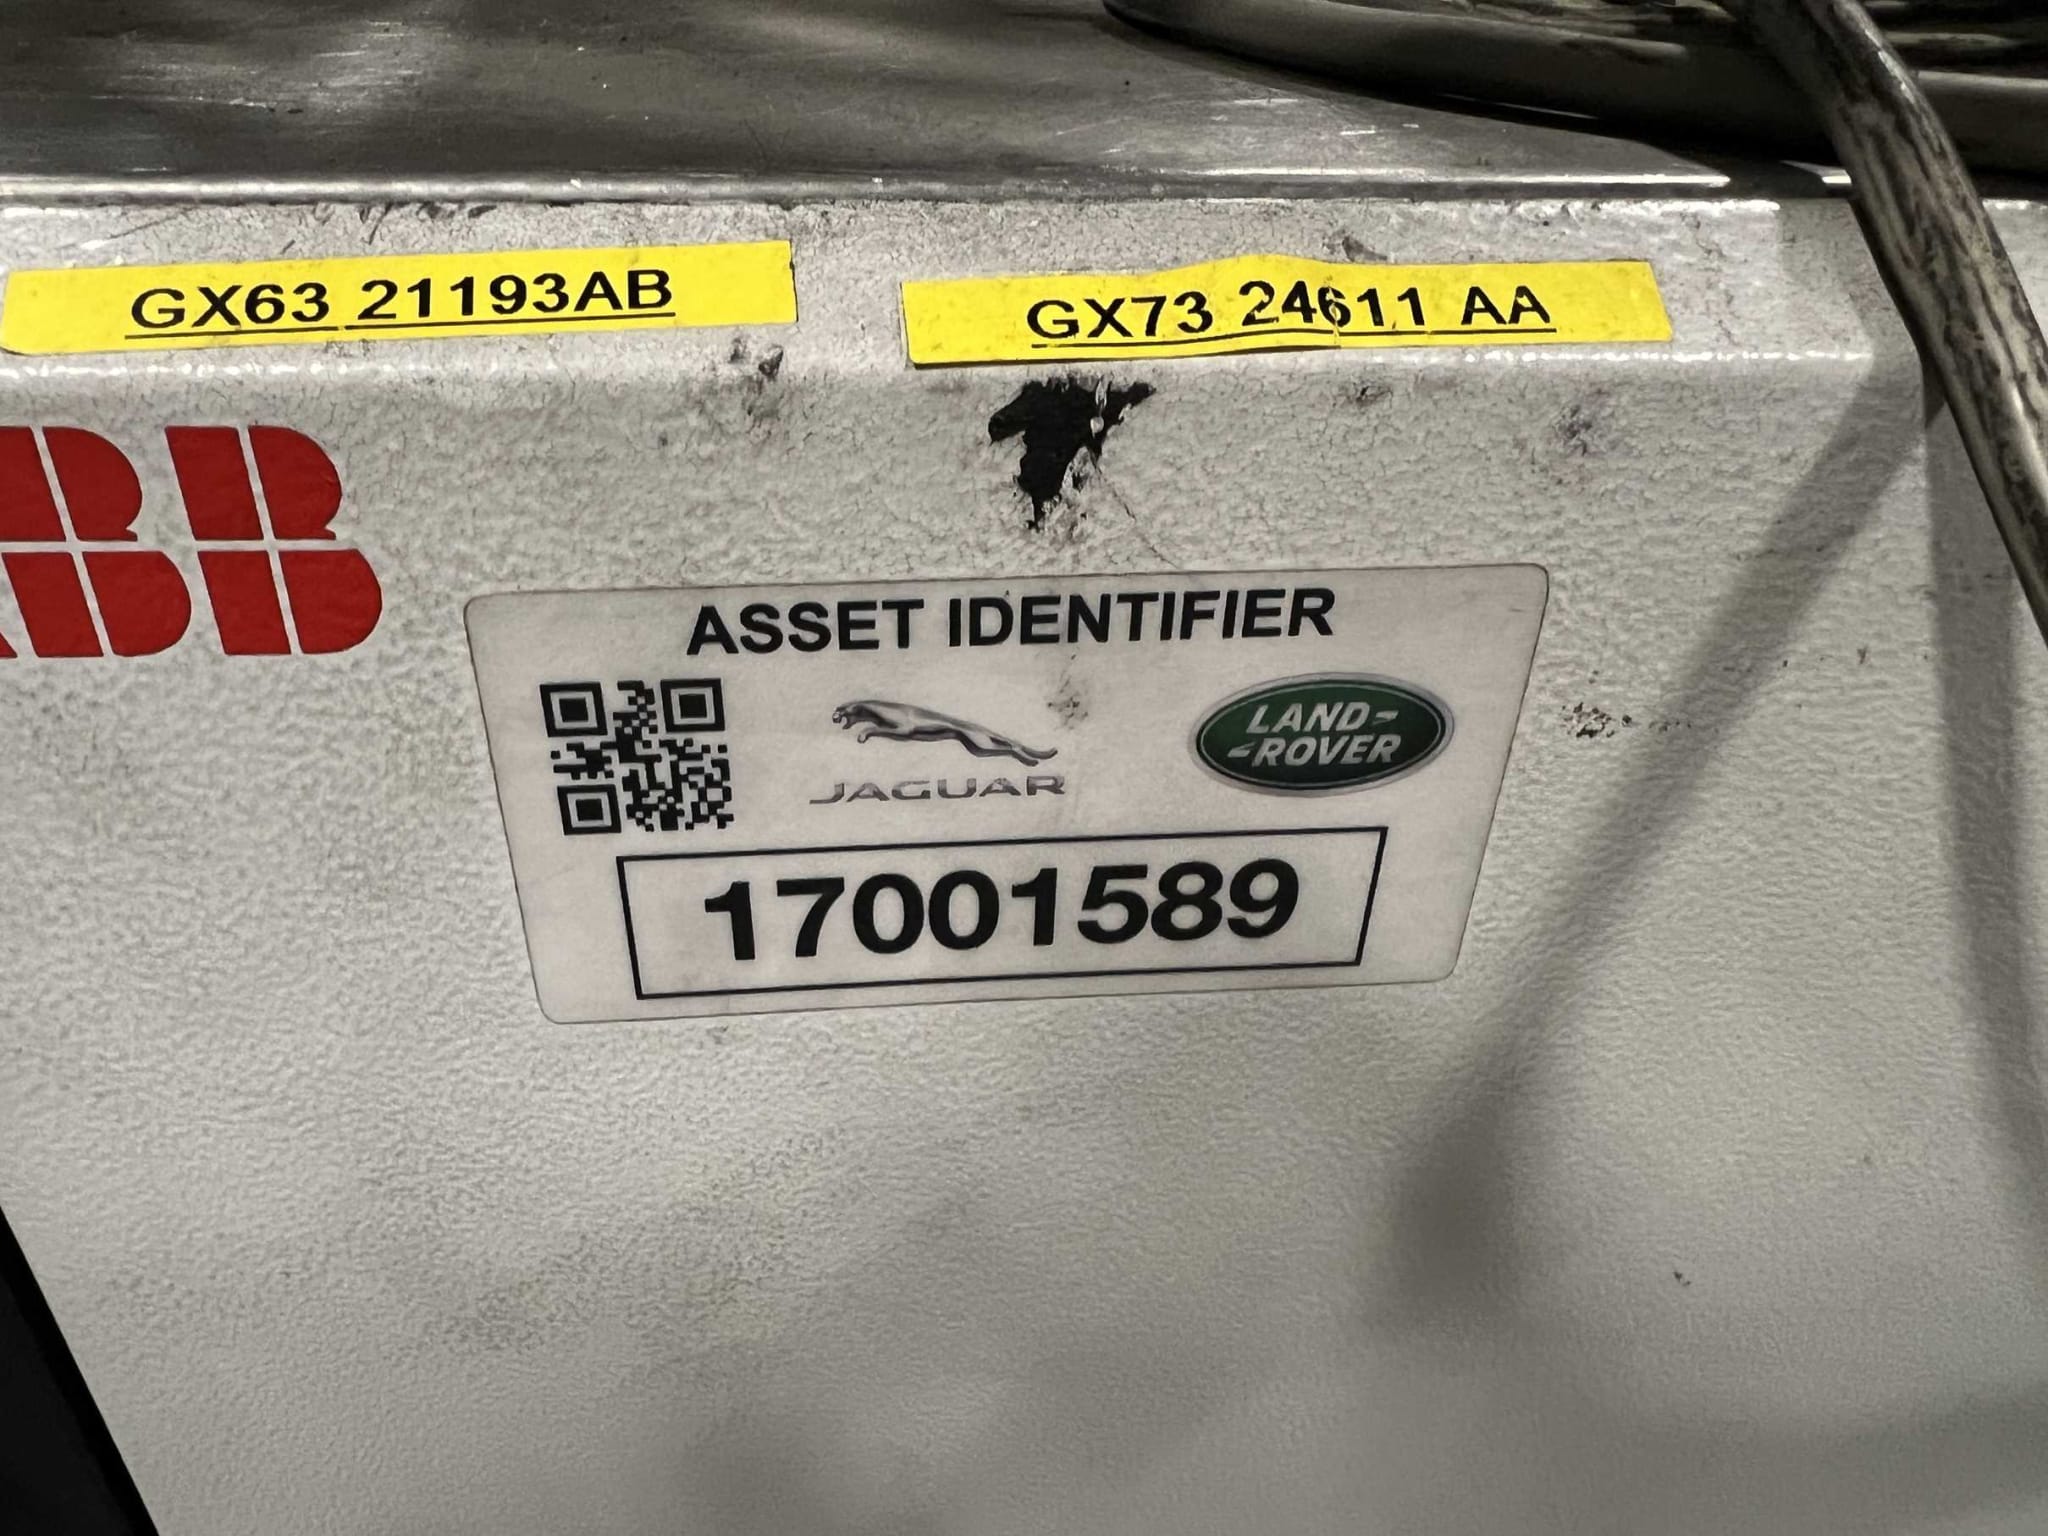 GX63 21193AB
GX73 24611 AA
ABB
ASSET IDENTIFIER
JAGUAR
LAND-
-ROVER
17001589